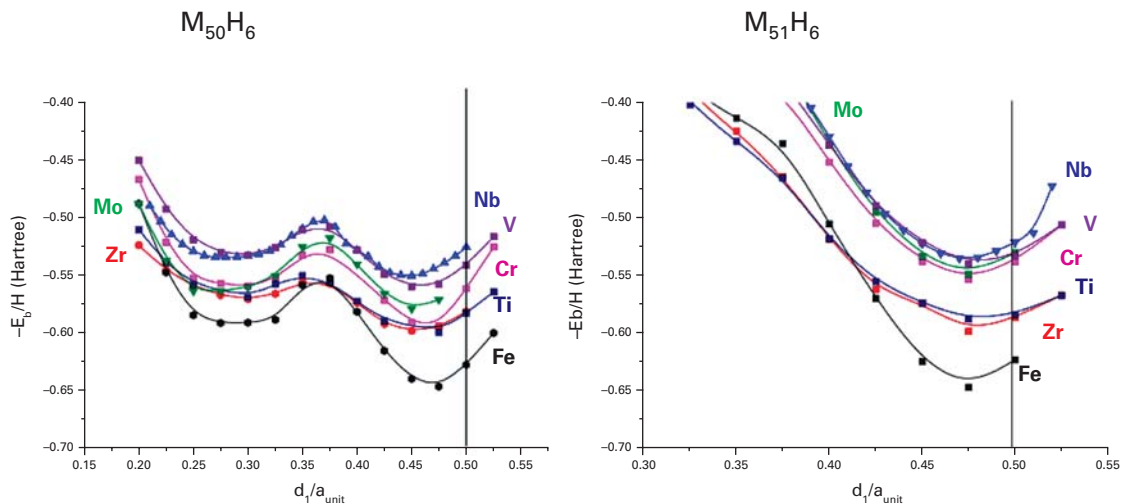 M₅₀H₆
M₅₁H₆
–0.40
–0.45
–0.50
–0.55
–0.60
–0.65
–0.70
–E_b/H (Hartree)
0.15 0.20 0.25 0.30 0.35 0.40 0.45 0.50 0.55
d₁/a_unit
Mo
Zr
Nb
V
Cr
Ti
Fe
–0.40
–0.45
–0.50
–0.55
–0.60
–0.65
–0.70
–Eb/H (Hartree)
0.30 0.35 0.40 0.45 0.50 0.55
d₁/a_unit
Mo
Nb
V
Cr
Ti
Zr
Fe